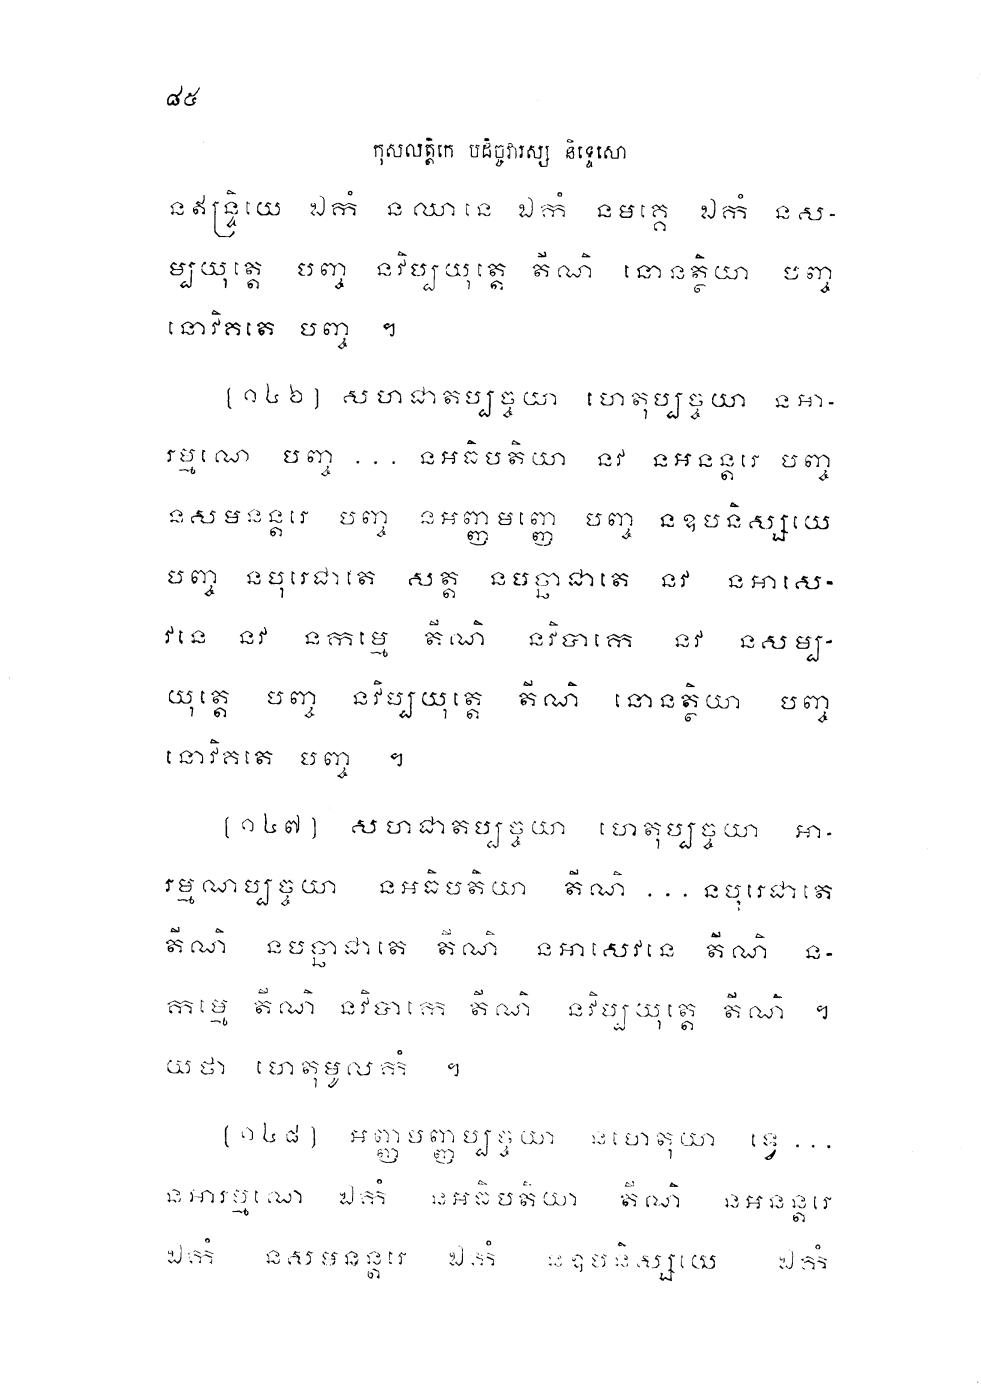 ៨៥
កុសលត្តិកេ បដិច្ចវារស្ស និទ្ទេសោ
នឥន្ទ្រិយេ ឯកំ នឈានេ ឯកំ នមគ្គេ ឯកំ នស-
ម្បយុត្តេ បញ្ច នវិប្បយុត្តេ តីណិ នោនត្ថិយា បញ្ច
នោវិគតេ បញ្ច ។
[១៤៦] សហជាតប្បច្ចយា ហេតុប្បច្ចយា នអា-
រម្មណេ បញ្ច ... នអធិបតិយា នវ នអនន្តរេ បញ្ច
នសមនន្តរេ បញ្ច នអញ្ញមញ្ញេ បញ្ច នឧបនិស្សយេ
បញ្ច នបុរេជាតេ សត្ត នបច្ឆាជាតេ នវ នអាសេ-
វនេ នវ នកម្មេ តីណិ នវិបាកេ នវ នសម្ប-
យុត្តេ បញ្ច នវិប្បយុត្តេ តីណិ នោនត្ថិយា បញ្ច
នោវិគតេ បញ្ច ។
[១៤៧] សហជាតប្បច្ចយា ហេតុប្បច្ចយា អា-
រម្មណប្បច្ចយា នអធិបតិយា តីណិ ... នបុរេជាតេ
តីណិ នបច្ឆាជាតេ តីណិ នអាសេវនេ តីណិ ន-
កម្មេ តីណិ នវិបាកេ តីណិ នវិប្បយុត្តេ តីណិ ។
យថា ហេតុមូលកំ ។
[១៤៨] អញ្ញមញ្ញប្បច្ចយា នហេតុយា ទ្វេ ...
នអារម្មណេ ឯកំ នអធិបតិយា តីណិ នអនន្តរេ
ឯកំ នសមនន្តរេ ឯកំ នឧបនិស្សយេ ឯកំ